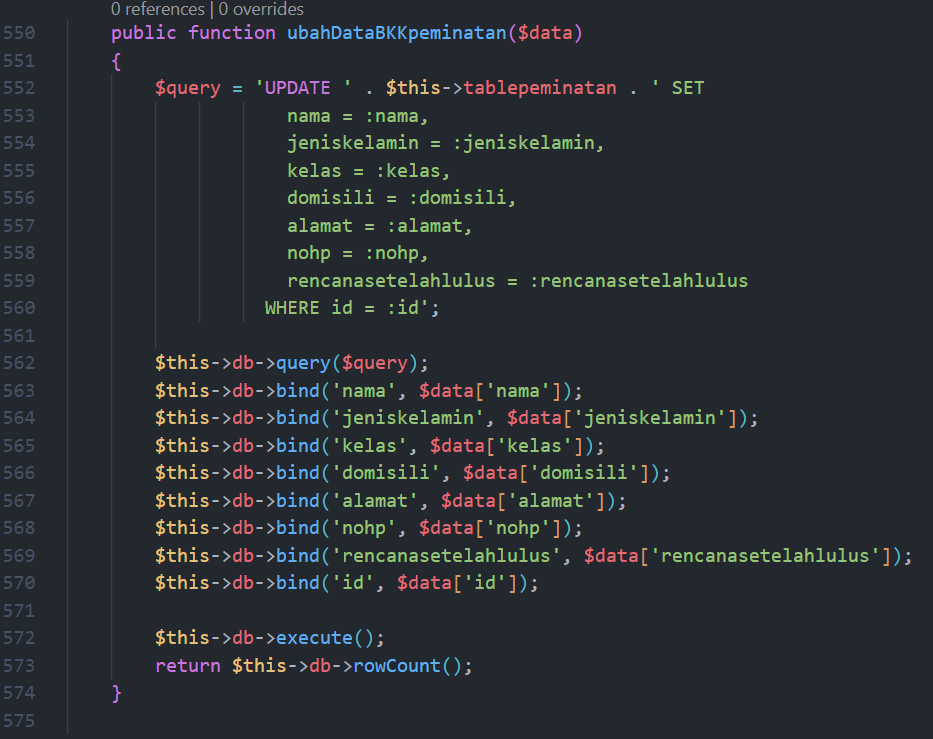 0 references | 0 overrides
550 public function ubahDataBKKpeminatan($data)
551 {
552 $query = 'UPDATE ' . $this->tablepeminatan . ' SET
553 nama = :nama,
554 jeniskelamin = :jeniskelamin,
555 kelas = :kelas,
556 domisili = :domisili,
557 alamat = :alamat,
558 nohp = :nohp,
559 rencanasetelahlulus = :rencanasetelahlulus
560 WHERE id = :id';
561
562 $this->db->query($query);
563 $this->db->bind('nama', $data['nama']);
564 $this->db->bind('jeniskelamin', $data['jeniskelamin']);
565 $this->db->bind('kelas', $data['kelas']);
566 $this->db->bind('domisili', $data['domisili']);
567 $this->db->bind('alamat', $data['alamat']);
568 $this->db->bind('nohp', $data['nohp']);
569 $this->db->bind('rencanasetelahlulus', $data['rencanasetelahlulus']);
570 $this->db->bind('id', $data['id']);
571
572 $this->db->execute();
573 return $this->db->rowCount();
574 }
575